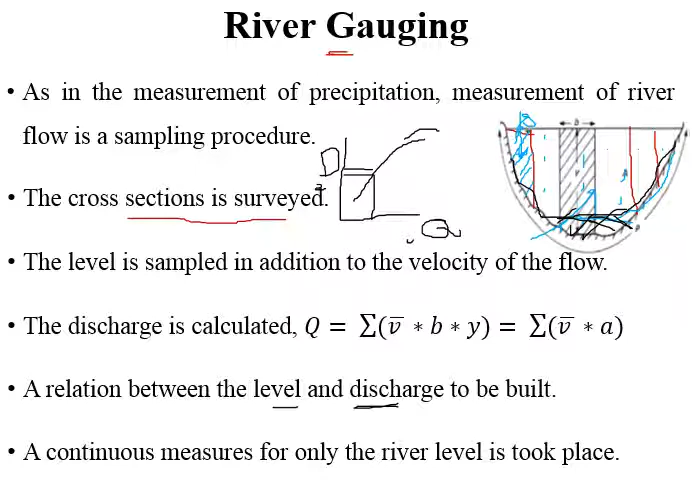 River Gauging
• As in the measurement of precipitation, measurement of river
flow is a sampling procedure.
• The cross sections is surveyed.
• The level is sampled in addition to the velocity of the flow.
• The discharge is calculated, Q = ∑(v̅ * b * y) = ∑(v̅ * a)
• A relation between the level and discharge to be built.
• A continuous measures for only the river level is took place.
D
Q
b